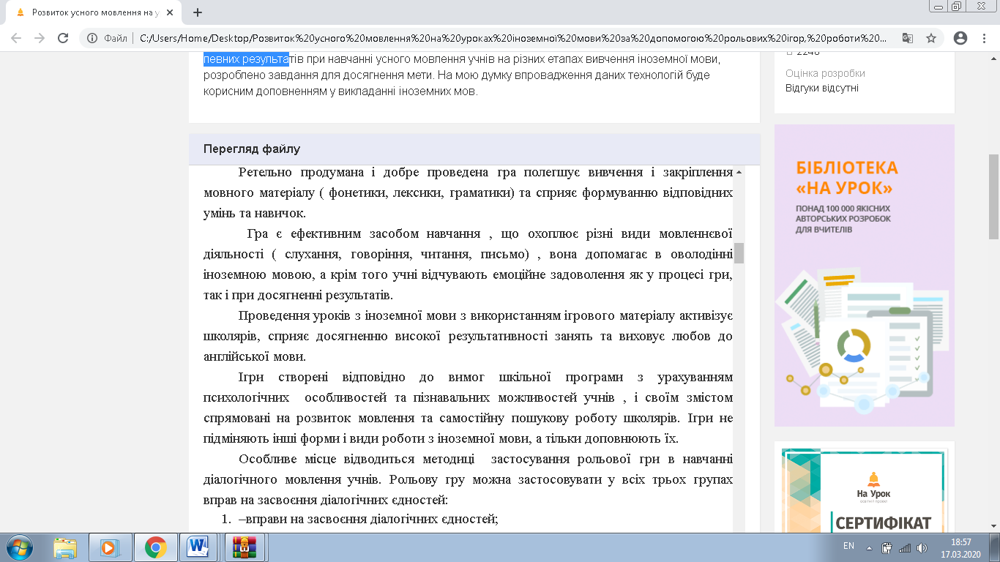 Розвиток усного мовлення на у
Файл
C:/Users/Home/Desktop/Розвиток%20усного%20мовлення%20на%20уроках%20іноземної%20мови%20за%20допомогою%20рольових%20ігор,%20роботи%20...
певних результатів при навчанні усного мовлення учнів на різних етапах вивчення іноземної мови,
розроблено завдання для досягнення мети. На мою думку впровадження даних технологій буде
корисним доповненням у викладанні іноземних мов.
2248
Оцінка розробки
Відгуки відсутні
Перегляд файлу
Ретельно продумана і добре проведена гра полегшує вивчення і закріплення
мовного матеріалу ( фонетики, лексики, граматики) та сприяє формуванню відповідних
умінь та навичок.
Гра є ефективним засобом навчання , що охоплює різні види мовленнєвої
діяльності ( слухання, говоріння, читання, письмо) , вона допомагає в оволодінні
іноземною мовою, а крім того учні відчувають емоційне задоволення як у процесі гри,
так і при досягненні результатів.
Проведення уроків з іноземної мови з використанням ігрового матеріалу активізує
школярів, сприяє досягненню високої результативності занять та виховує любов до
англійської мови.
Ігри створені відповідно до вимог шкільної програми з урахуванням
психологічних особливостей та пізнавальних можливостей учнів , і своїм змістом
спрямовані на розвиток мовлення та самостійну пошукову роботу школярів. Ігри не
підміняють інші форми і види роботи з іноземної мови, а тільки доповнюють їх.
Особливе місце відводиться методиці застосування рольової гри в навчанні
діалогічного мовлення учнів. Рольову гру можна застосовувати у всіх трьох групах
вправ на засвоєння діалогічних єдностей:
1. –вправи на засвоєння діалогічних єдностей;
БІБЛІОТЕКА
«НА УРОК»
ПОНАД 100 000 ЯКІСНИХ
АВТОРСЬКИХ РОЗРОБОК
ДЛЯ ВЧИТЕЛІВ
На Урок
освітній проект
СЕРТИФІКАТ
EN
18:57
17.03.2020